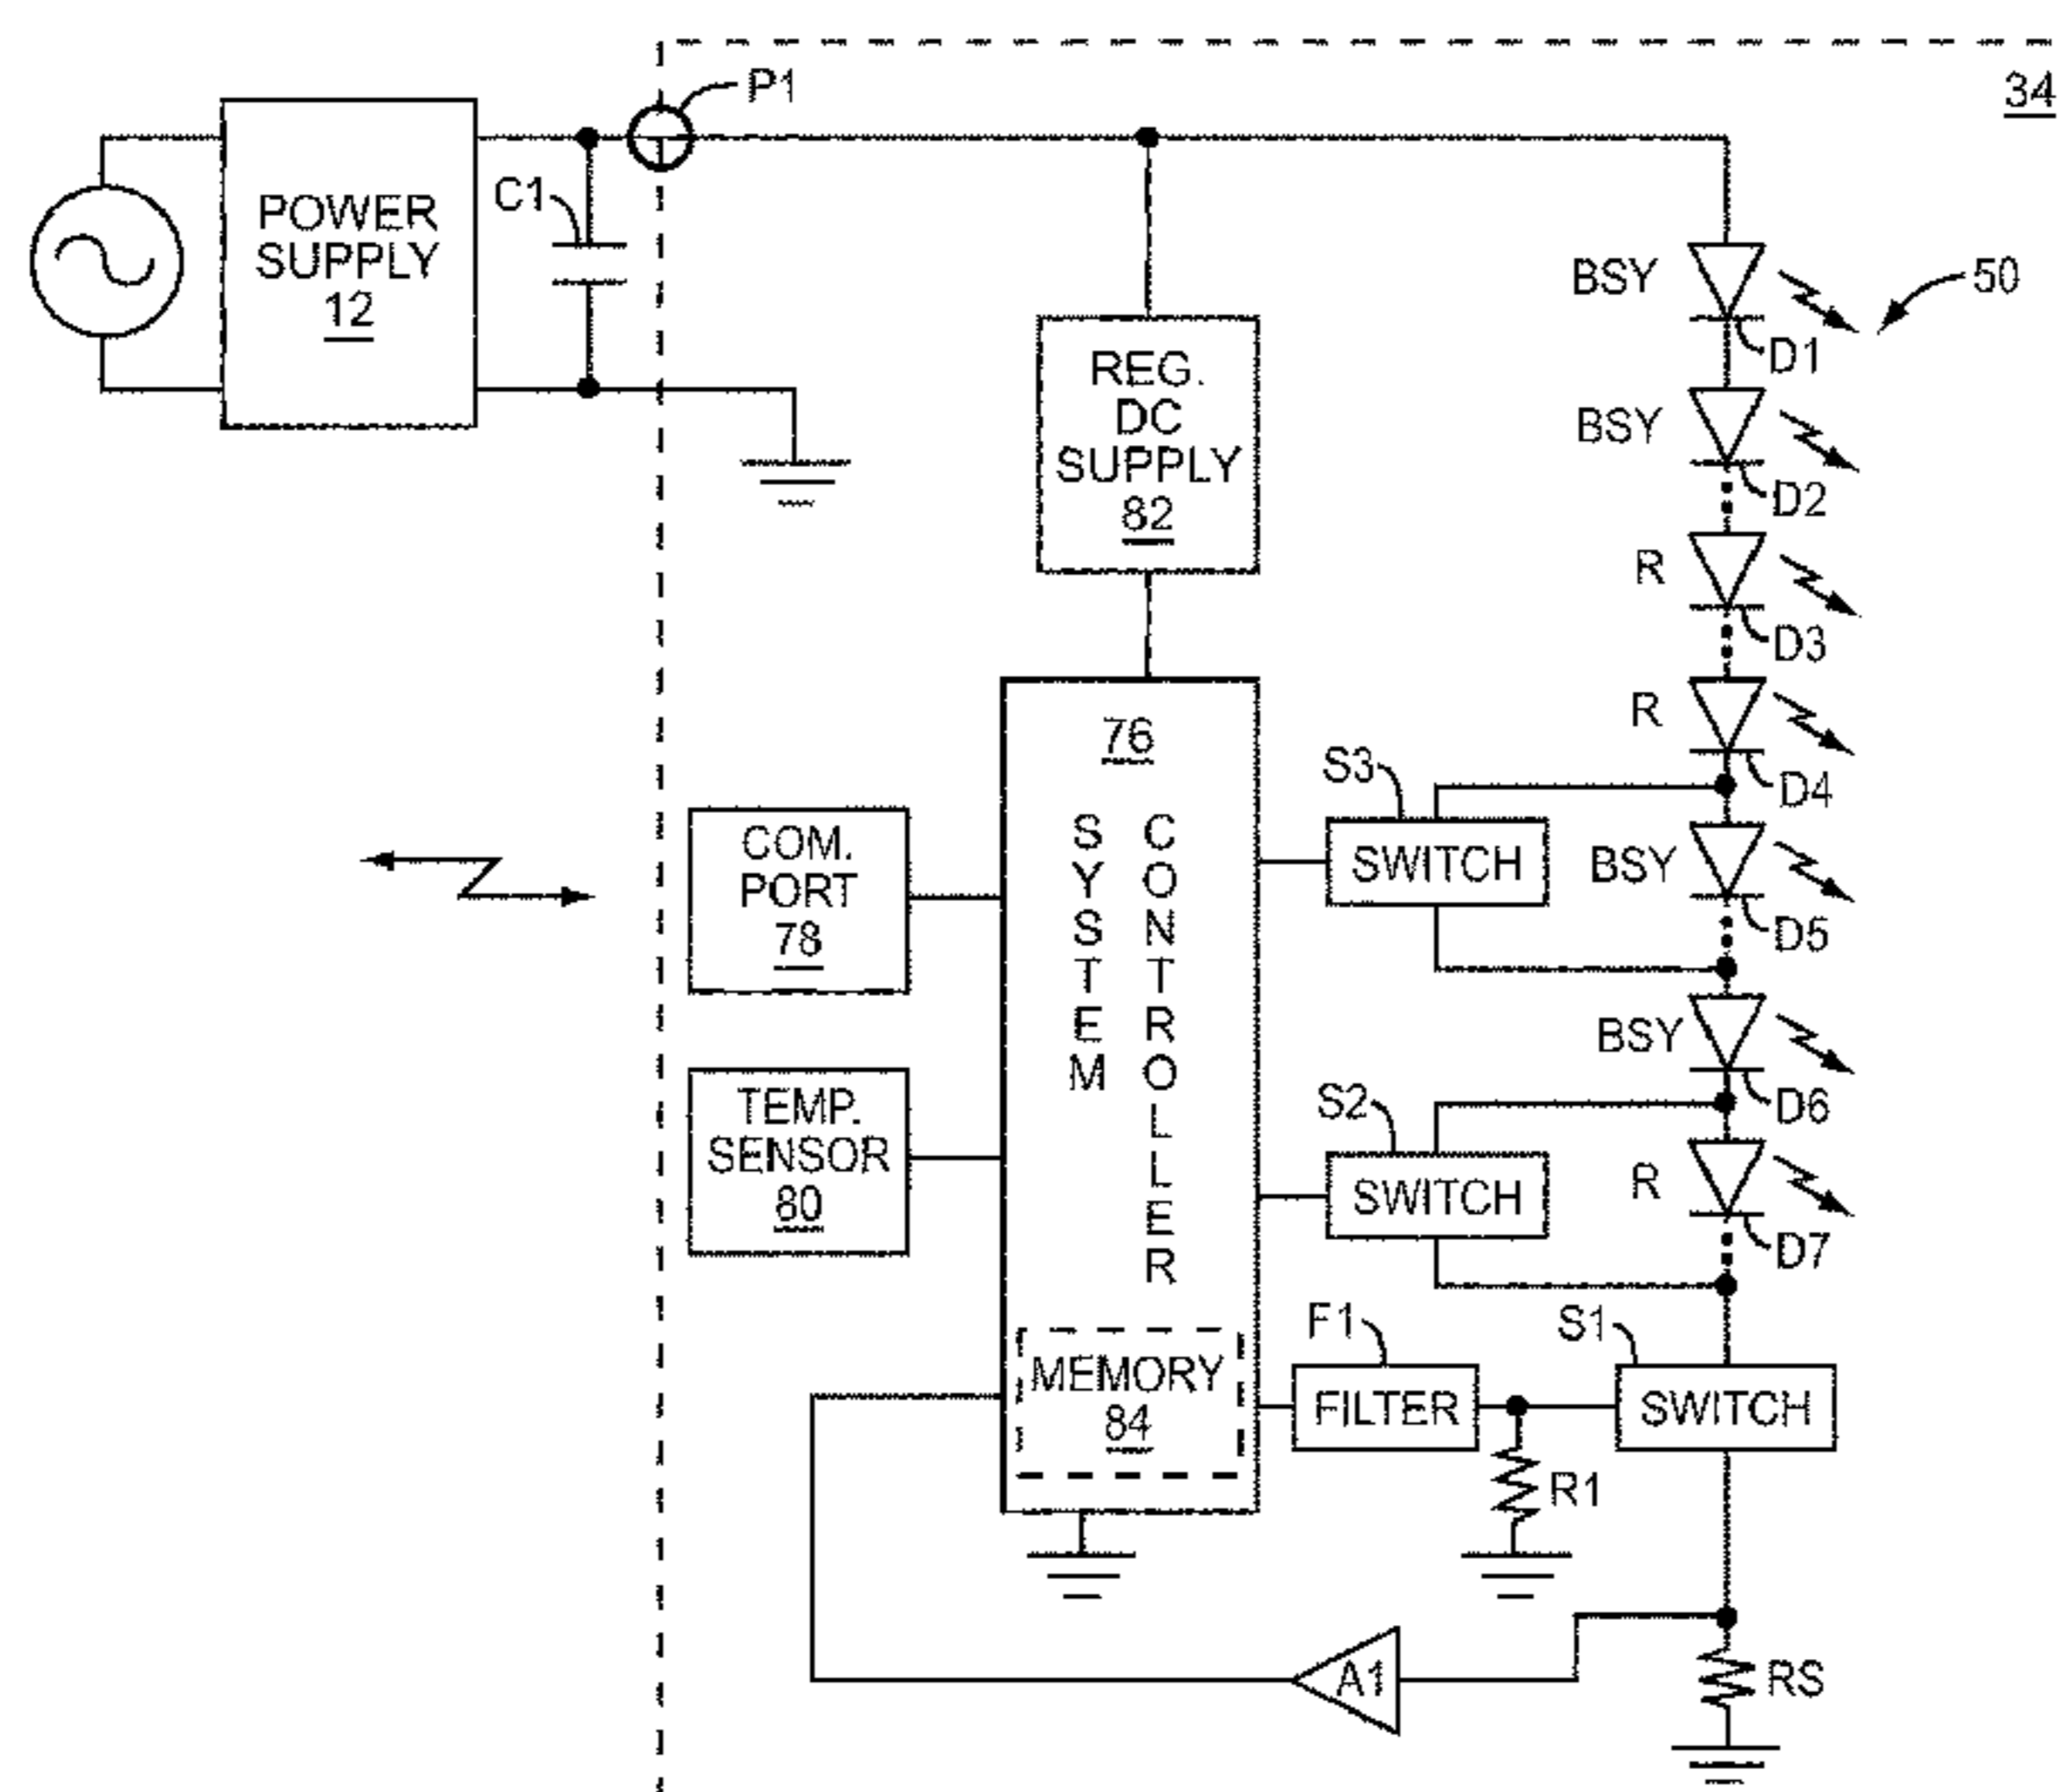 34
P1
C1
POWER
SUPPLY
12
BSY
50
D1
REG.
DC
SUPPLY
82
BSY
D2
R
D3
R
D4
76
SYSTEM
CONTROLLER
S3
SWITCH
COM.
PORT
78
BSY
D5
BSY
D6
TEMP.
SENSOR
80
S2
SWITCH
R
D7
MEMORY
84
F1
FILTER
S1
SWITCH
R1
A1
RS